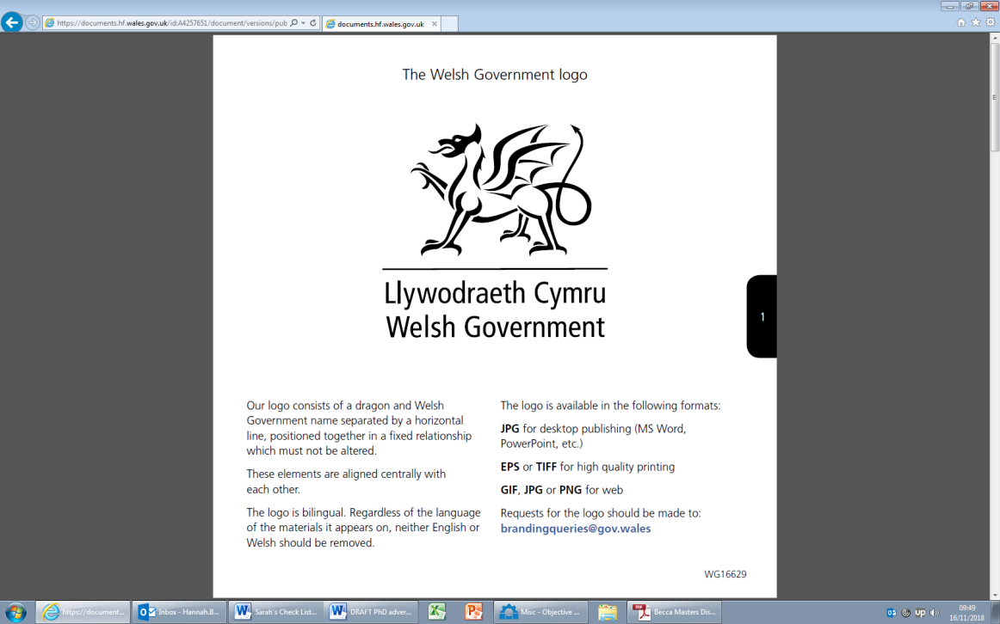 https://documents.hf.wales.gov.uk/id:A4257651/document/versions/pub
documents.hf.wales.gov.uk
The Welsh Government logo
Llywodraeth Cymru
Welsh Government
1
Our logo consists of a dragon and Welsh
Government name separated by a horizontal
line, positioned together in a fixed relationship
which must not be altered.
These elements are aligned centrally with
each other.
The logo is bilingual. Regardless of the language
of the materials it appears on, neither English or
Welsh should be removed.
The logo is available in the following formats:
JPG for desktop publishing (MS Word,
PowerPoint, etc.)
EPS or TIFF for high quality printing
GIF, JPG or PNG for web
Requests for the logo should be made to:
brandingqueries@gov.wales
WG16629
https://document...
Inbox - Hannah.B...
Sarah's Check List...
DRAFT PhD adver...
Misc - Objective ...
Becca Masters Dis...
up
09:49
16/11/2018